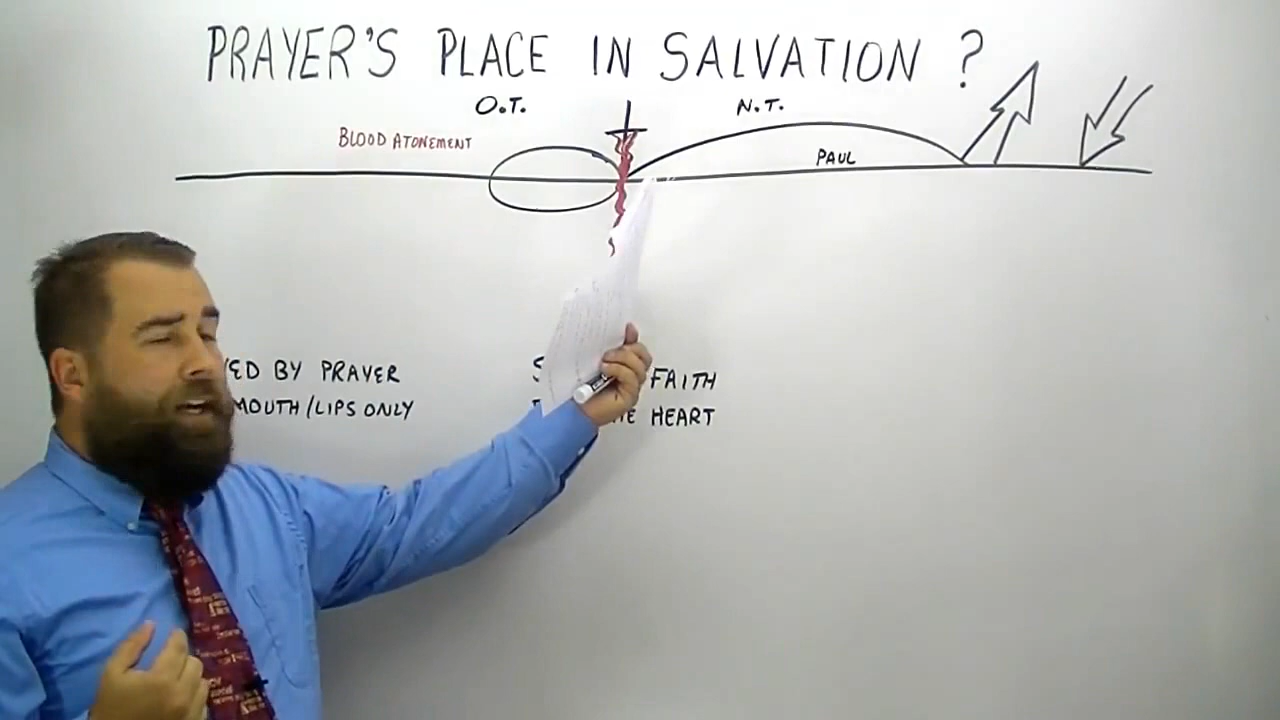 PRAYER'S PLACE IN SALVATION ?
O.T. N.T.
BLOOD ATONEMENT
PAUL
BY PRAYER
MOUTH/LIPS ONLY
FAITH
HEART